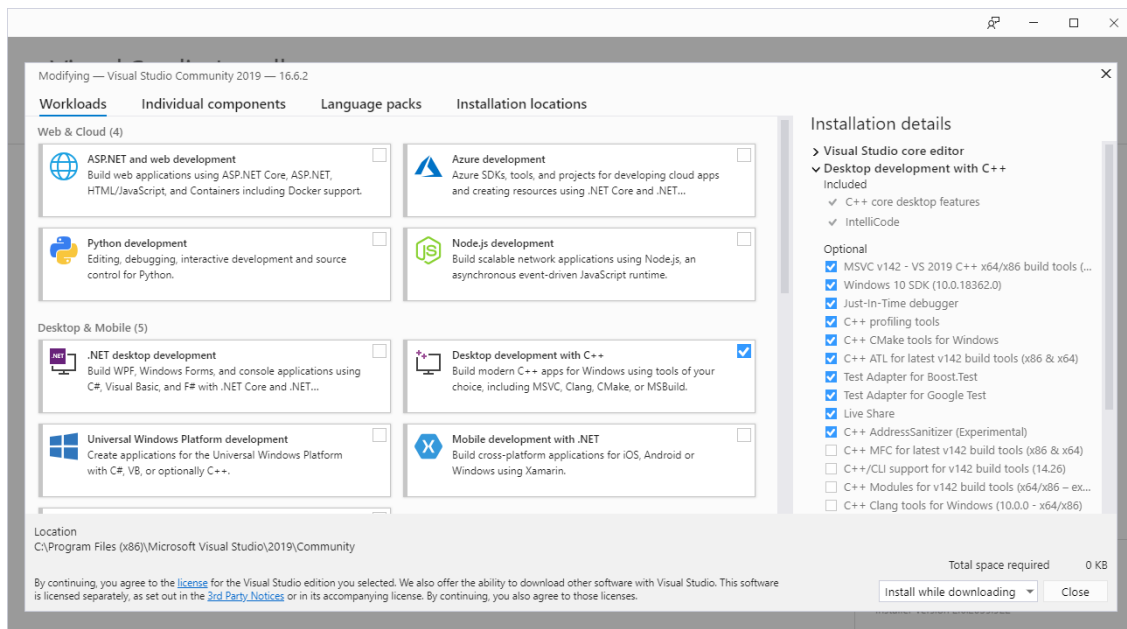 Modifying — Visual Studio Community 2019 — 16.6.2
Workloads
Individual components
Language packs
Installation locations
Web & Cloud (4)
ASP.NET and web development
Build web applications using ASP.NET Core, ASP.NET,
HTML/JavaScript, and Containers including Docker support.
Azure development
Azure SDKs, tools, and projects for developing cloud apps
and creating resources using .NET Core and .NET...
Python development
Editing, debugging, interactive development and source
control for Python.
JS
Node.js development
Build scalable network applications using Node.js, an
asynchronous event-driven JavaScript runtime.
Desktop & Mobile (5)
.NET
.NET desktop development
Build WPF, Windows Forms, and console applications using
C#, Visual Basic, and F# with .NET Core and .NET...
Desktop development with C++
Build modern C++ apps for Windows using tools of your
choice, including MSVC, Clang, CMake, or MSBuild.
Universal Windows Platform development
Create applications for the Universal Windows Platform
with C#, VB, or optionally C++.
Mobile development with .NET
Build cross-platform applications for iOS, Android or
Windows using Xamarin.
Installation details
Visual Studio core editor
Desktop development with C++
Included
C++ core desktop features
IntelliCode
Optional
MSVC v142 - VS 2019 C++ x64/x86 build tools (...
Windows 10 SDK (10.0.18362.0)
Just-In-Time debugger
C++ profiling tools
C++ CMake tools for Windows
C++ ATL for latest v142 build tools (x86 & x64)
Test Adapter for Boost.Test
Test Adapter for Google Test
Live Share
C++ AddressSanitizer (Experimental)
C++ MFC for latest v142 build tools (x86 & x64)
C++/CLI support for v142 build tools (14.26)
C++ Modules for v142 build tools (x64/x86 – ex...
C++ Clang tools for Windows (10.0.0 - x64/x86)
Location
C:\Program Files (x86)\Microsoft Visual Studio\2019\Community
By continuing, you agree to the license for the Visual Studio edition you selected. We also offer the ability to download other software with Visual Studio. This software
is licensed separately, as set out in the 3rd Party Notices or in its accompanying license. By continuing, you also agree to those licenses.
Total space required 0 KB
Install while downloading
Close